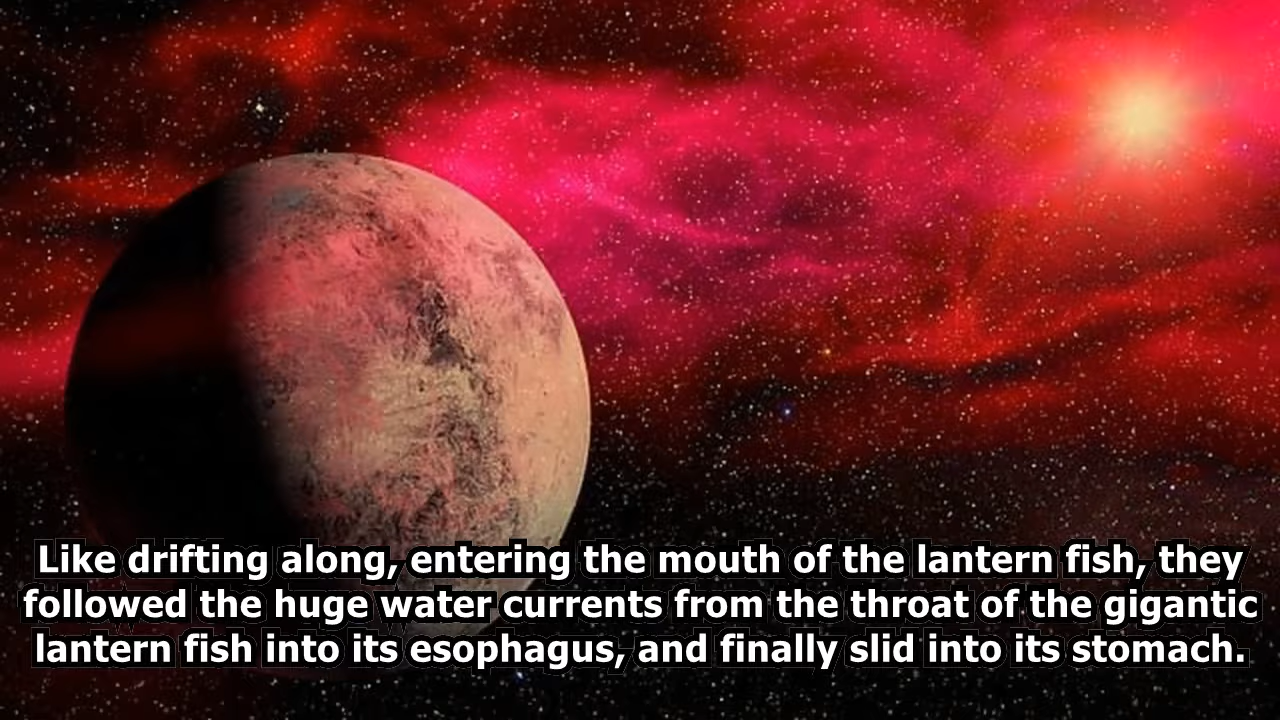 Like drifting along, entering the mouth of the lantern fish, they
followed the huge water currents from the throat of the gigantic
lantern fish into its esophagus, and finally slid into its stomach.